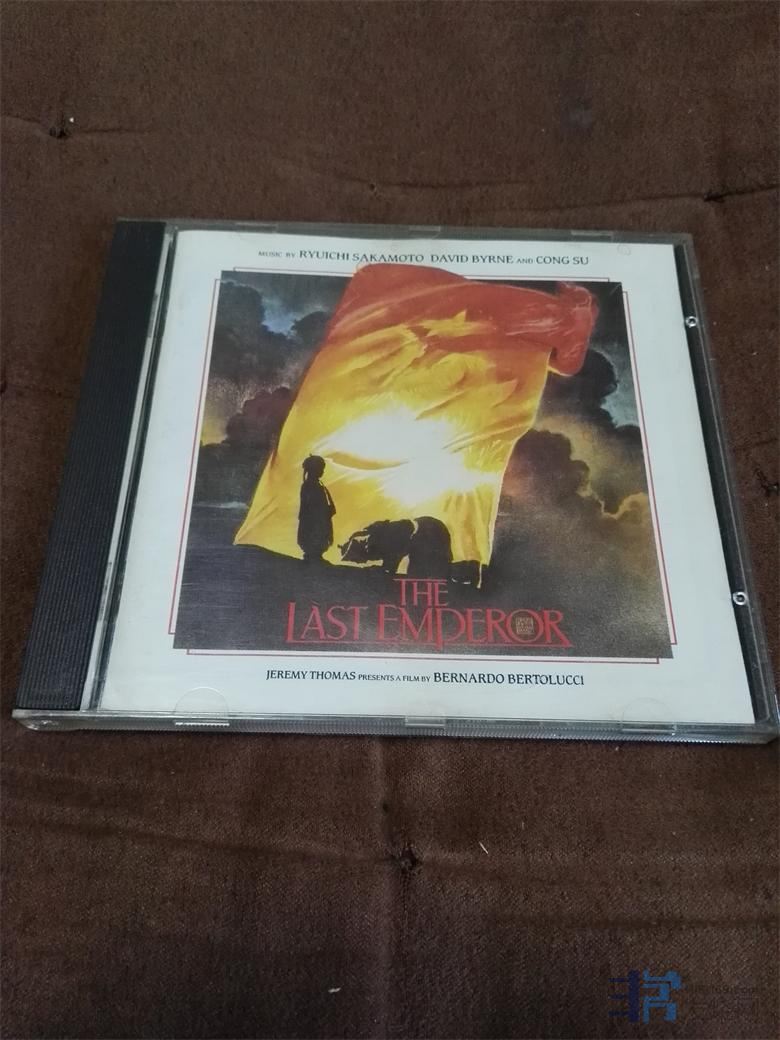 MUSIC BY RYUICHI SAKAMOTO DAVID BYRNE AND CONG SU
THE
LAST EMPEROR
JEREMY THOMAS PRESENTS A FILM BY BERNARDO BERTOLUCCI